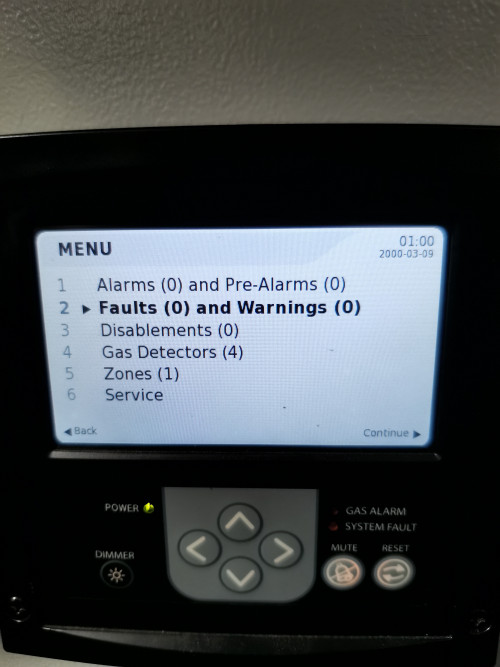 MENU
01:00
2000-03-09
1 Alarms (0) and Pre-Alarms (0)
2 ▶ Faults (0) and Warnings (0)
3 Disablements (0)
4 Gas Detectors (4)
5 Zones (1)
6 Service
◀ Back
Continue ▶
POWER
GAS ALARM
SYSTEM FAULT
DIMMER
MUTE
RESET